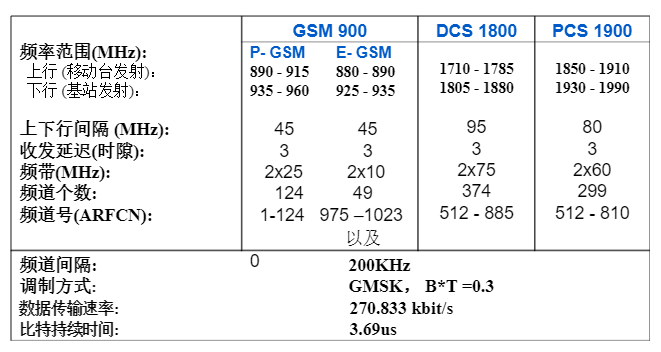 GSM 900 DCS 1800 PCS 1900
频率范围(MHz): P- GSM E- GSM
上行 (移动台发射): 890 - 915 880 - 890 1710 - 1785 1850 - 1910
下行 (基站发射): 935 - 960 925 - 935 1805 - 1880 1930 - 1990
上下行间隔 (MHz): 45 45 95 80
收发延迟(时隙): 3 3 3 3
频带(MHz): 2x25 2x10 2x75 2x60
频道个数: 124 49 374 299
频道号(ARFCN): 1-124 975 –1023 512 - 885 512 - 810
以及
频道间隔: 0 200KHz
调制方式: GMSK, B*T =0.3
数据传输速率: 270.833 kbit/s
比特持续时间: 3.69us